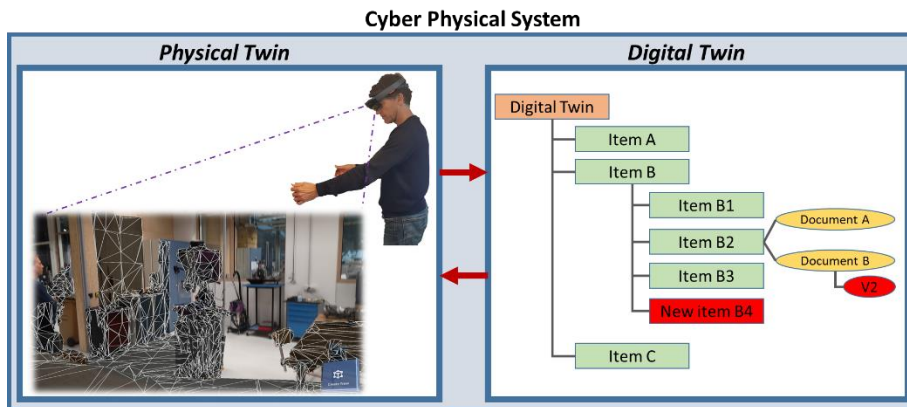 Cyber Physical System
Physical Twin
Digital Twin
Digital Twin
Item A
Item B
Item B1
Item B2
Item B3
New item B4
Item C
Document A
Document B
V2